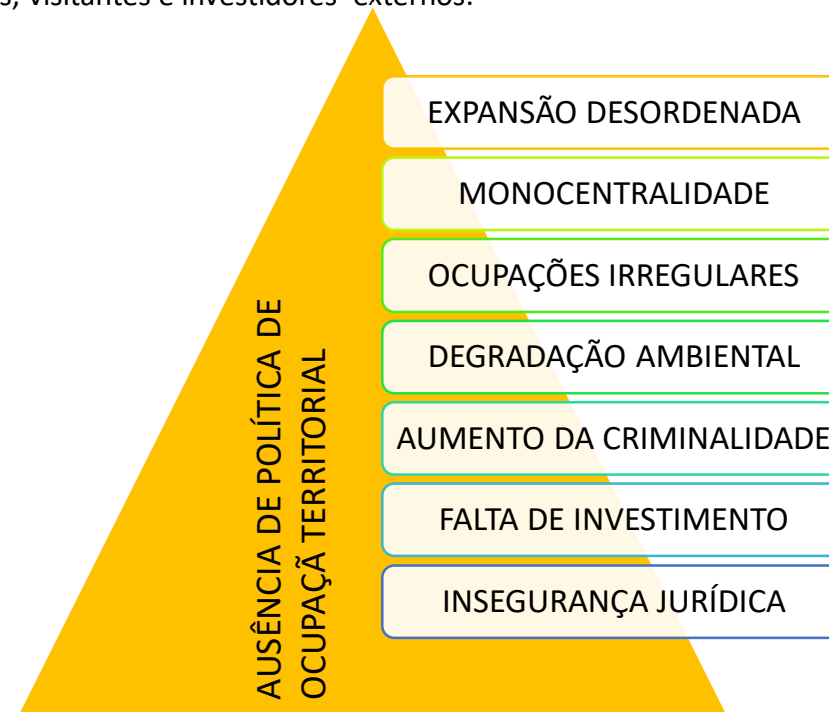 s, visitantes e investidores externos.
EXPANSÃO DESORDENADA
MONOCENTRALIDADE
OCUPAÇÕES IRREGULARES
DEGRADAÇÃO AMBIENTAL
AUMENTO DA CRIMINALIDADE
FALTA DE INVESTIMENTO
INSEGURANÇA JURÍDICA
AUSÊNCIA DE POLÍTICA DE
OCUPAÇÃ TERRITORIAL